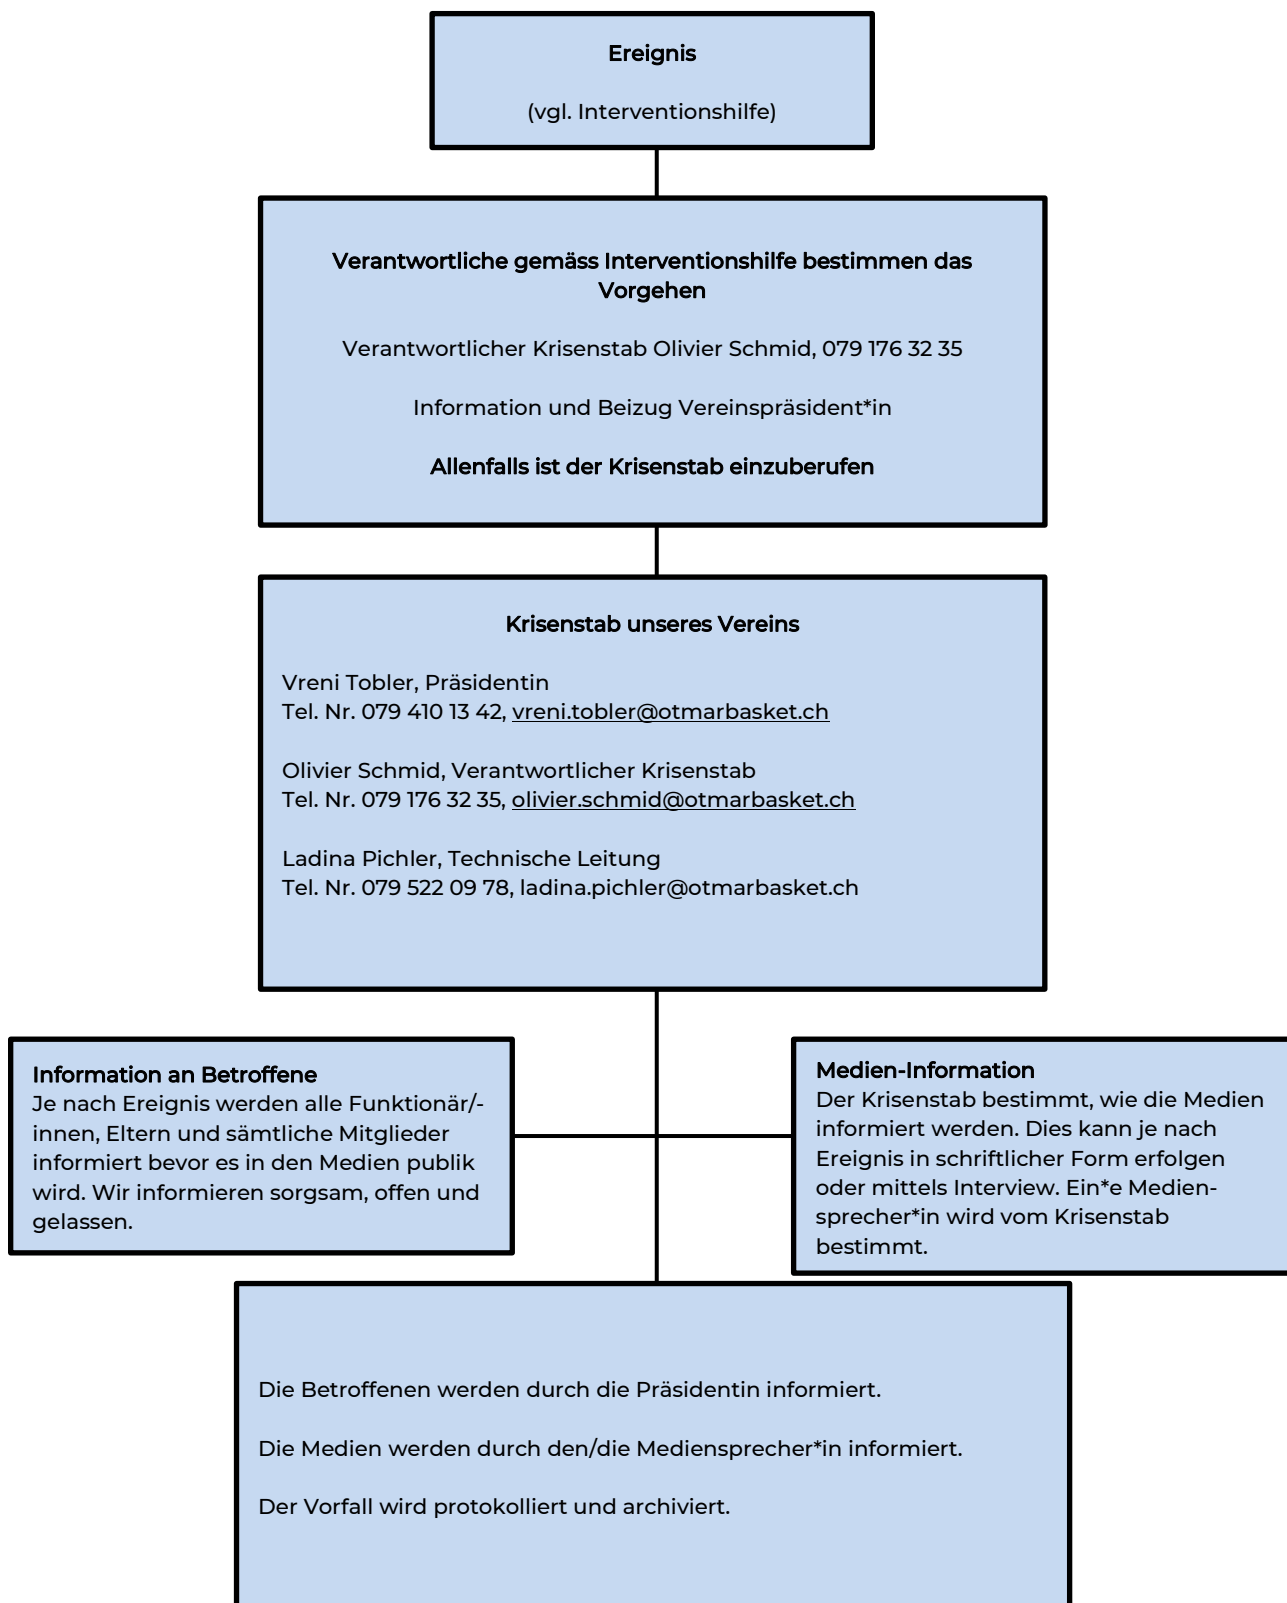 Ereignis
(vgl. Interventionshilfe)
Verantwortliche gemäss Interventionshilfe bestimmen das
Vorgehen
Verantwortlicher Krisenstab Olivier Schmid, 079 176 32 35
Information und Beizug Vereinspräsident*in
Allenfalls ist der Krisenstab einzuberufen
Krisenstab unseres Vereins
Vreni Tobler, Präsidentin
Tel. Nr. 079 410 13 42, vreni.tobler@otmarbasket.ch
Olivier Schmid, Verantwortlicher Krisenstab
Tel. Nr. 079 176 32 35, olivier.schmid@otmarbasket.ch
Ladina Pichler, Technische Leitung
Tel. Nr. 079 522 09 78, ladina.pichler@otmarbasket.ch
Information an Betroffene
Je nach Ereignis werden alle Funktionär/-
innen, Eltern und sämtliche Mitglieder
informiert bevor es in den Medien publik
wird. Wir informieren sorgsam, offen und
gelassen.
Medien-Information
Der Krisenstab bestimmt, wie die Medien
informiert werden. Dies kann je nach
Ereignis in schriftlicher Form erfolgen
oder mittels Interview. Ein*e Medien-
sprecher*in wird vom Krisenstab
bestimmt.
Die Betroffenen werden durch die Präsidentin informiert.
Die Medien werden durch den/die Mediensprecher*in informiert.
Der Vorfall wird protokolliert und archiviert.